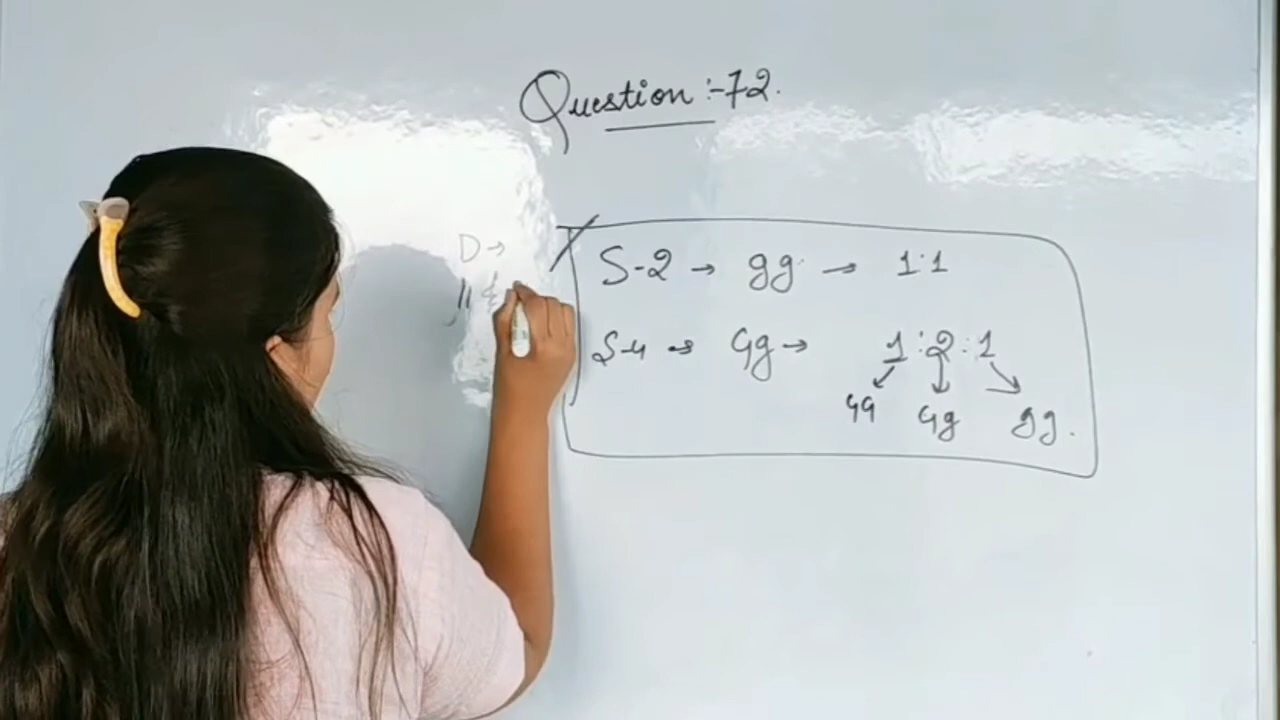 Question :- 72.
D →
S-2 → gg → 1:1
S-4 → Gg → 1:2:1
GG Gg gg.